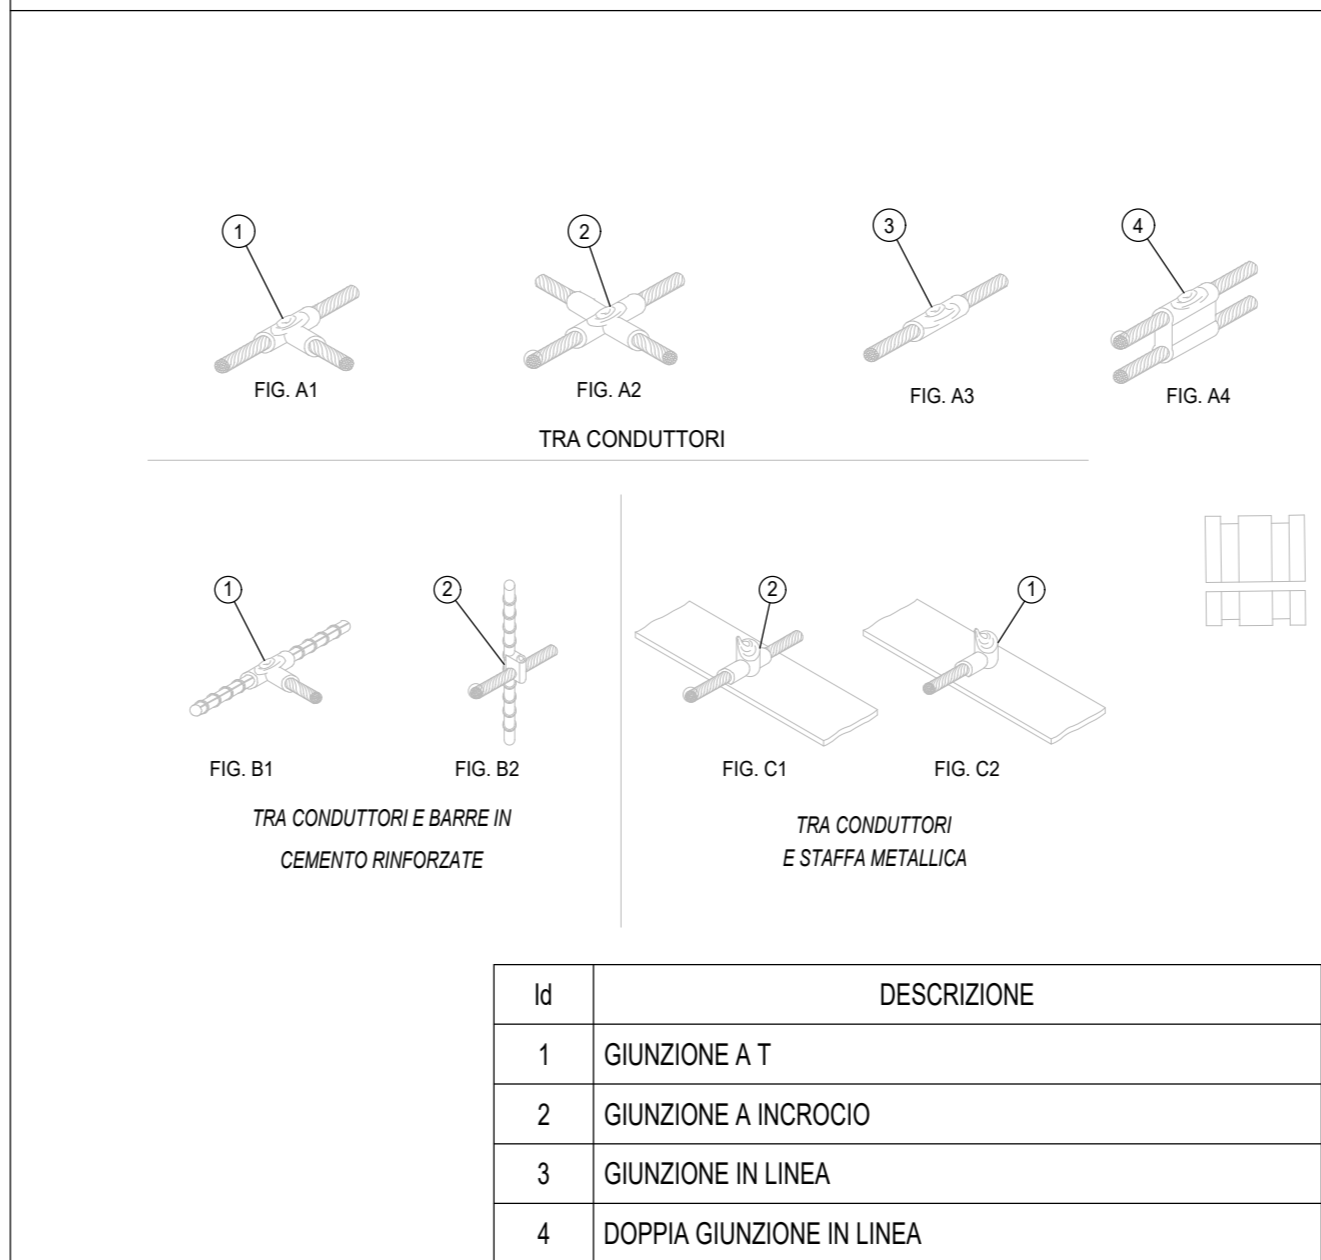 1
2
3
4
FIG. A1
FIG. A2
FIG. A3
FIG. A4
TRA CONDUTTORI
1
2
2
1
FIG. B1
FIG. B2
FIG. C1
FIG. C2
TRA CONDUTTORI E BARRE IN
CEMENTO RINFORZATE
TRA CONDUTTORI
E STAFFA METALLICA
Id DESCRIZIONE
1 GIUNZIONE A T
2 GIUNZIONE A INCROCIO
3 GIUNZIONE IN LINEA
4 DOPPIA GIUNZIONE IN LINEA